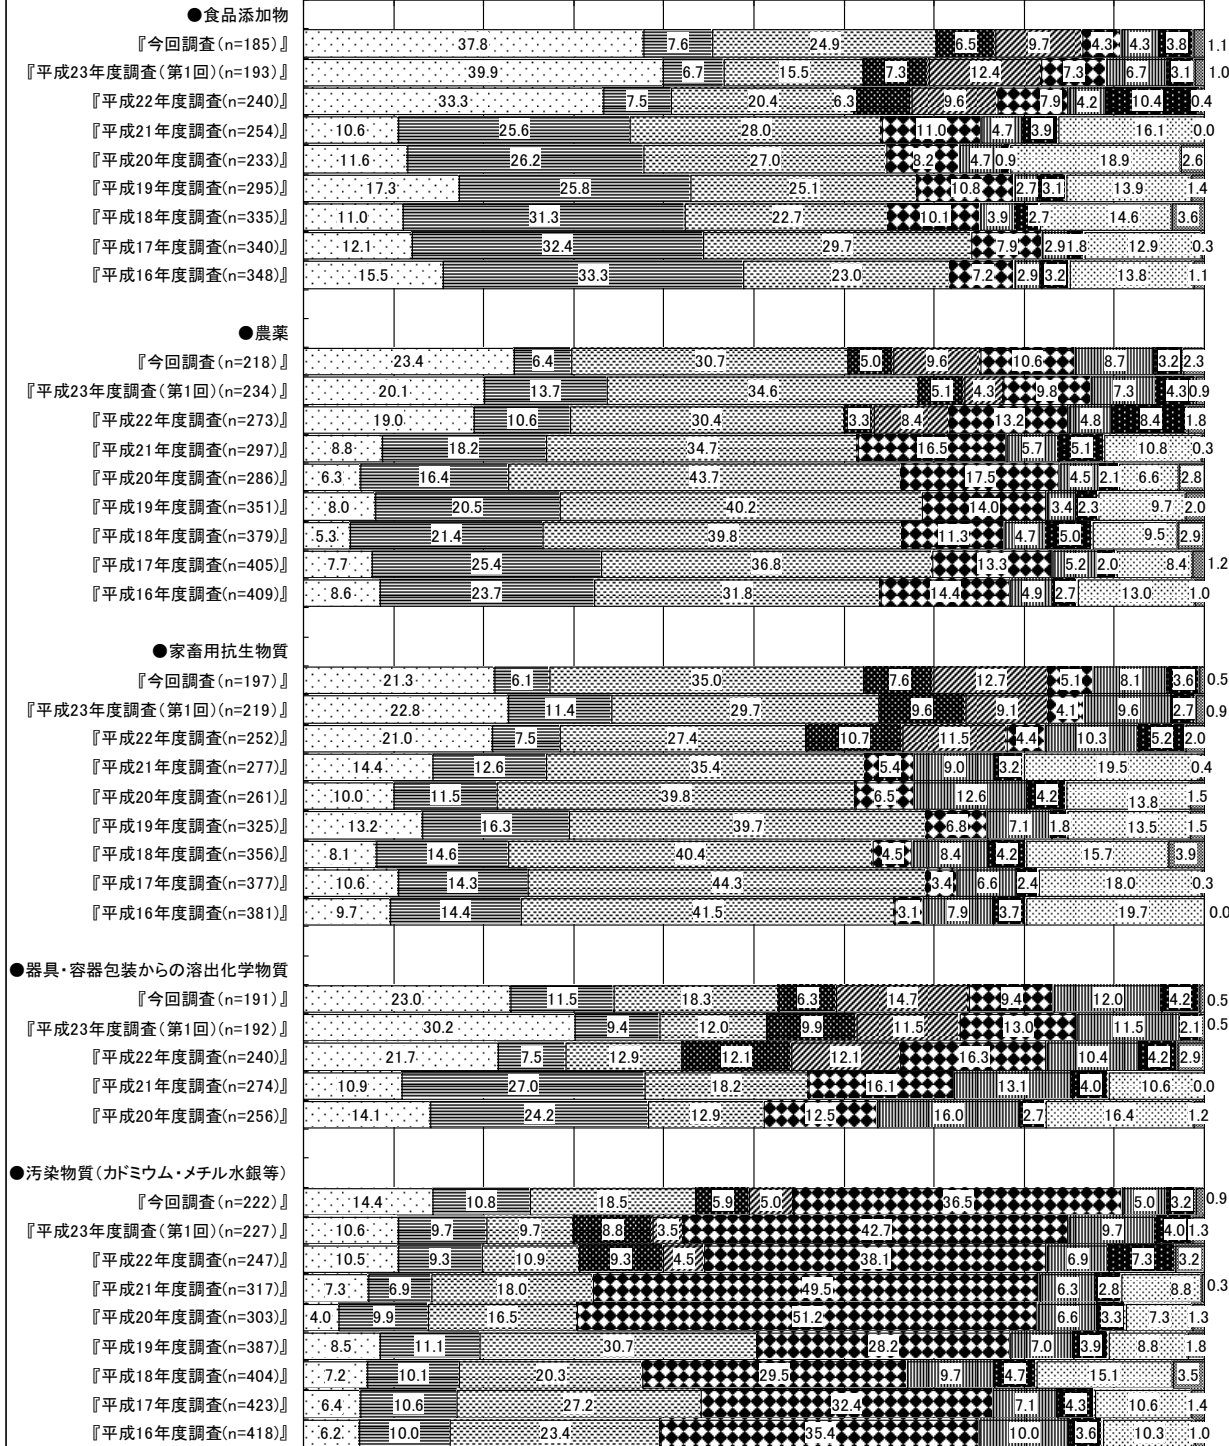 ●食品添加物
『今回調査(n=185)』 37.8 7.6 24.9 6.5 9.7 4.3 4.3 3.8 1.1
『平成23年度調査(第1回)(n=193)』 39.9 6.7 15.5 7.3 12.4 7.3 6.7 3.1 1.0
『平成22年度調査(n=240)』 33.3 7.5 20.4 6.3 9.6 7.9 4.2 10.4 0.4
『平成21年度調査(n=254)』 10.6 25.6 28.0 11.0 4.7 3.9 16.1 0.0
『平成20年度調査(n=233)』 11.6 26.2 27.0 8.2 4.7 0.9 18.9 2.6
『平成19年度調査(n=295)』 17.3 25.8 25.1 10.8 2.7 3.1 13.9 1.4
『平成18年度調査(n=335)』 11.0 31.3 22.7 10.1 3.9 2.7 14.6 3.6
『平成17年度調査(n=340)』 12.1 32.4 29.7 7.9 2.9 1.8 12.9 0.3
『平成16年度調査(n=348)』 15.5 33.3 23.0 7.2 2.9 3.2 13.8 1.1
●農薬
『今回調査(n=218)』 23.4 6.4 30.7 5.0 9.6 10.6 8.7 3.2 2.3
『平成23年度調査(第1回)(n=234)』 20.1 13.7 34.6 5.1 4.3 9.8 7.3 4.3 0.9
『平成22年度調査(n=273)』 19.0 10.6 30.4 3.3 8.4 13.2 4.8 8.4 1.8
『平成21年度調査(n=297)』 8.8 18.2 34.7 16.5 5.7 5.1 10.8 0.3
『平成20年度調査(n=286)』 6.3 16.4 43.7 17.5 4.5 2.1 6.6 2.8
『平成19年度調査(n=351)』 8.0 20.5 40.2 14.0 3.4 2.3 9.7 2.0
『平成18年度調査(n=379)』 5.3 21.4 39.8 11.3 4.7 5.0 9.5 2.9
『平成17年度調査(n=405)』 7.7 25.4 36.8 13.3 5.2 2.0 8.4 1.2
『平成16年度調査(n=409)』 8.6 23.7 31.8 14.4 4.9 2.7 13.0 1.0
●家畜用抗生物質
『今回調査(n=197)』 21.3 6.1 35.0 7.6 12.7 5.1 8.1 3.6 0.5
『平成23年度調査(第1回)(n=219)』 22.8 11.4 29.7 9.6 9.1 4.1 9.6 2.7 0.9
『平成22年度調査(n=252)』 21.0 7.5 27.4 10.7 11.5 4.4 10.3 5.2 2.0
『平成21年度調査(n=277)』 14.4 12.6 35.4 5.4 9.0 3.2 19.5 0.4
『平成20年度調査(n=261)』 10.0 11.5 39.8 6.5 12.6 4.2 13.8 1.5
『平成19年度調査(n=325)』 13.2 16.3 39.7 6.8 7.1 1.8 13.5 1.5
『平成18年度調査(n=356)』 8.1 14.6 40.4 4.5 8.4 4.2 15.7 3.9
『平成17年度調査(n=377)』 10.6 14.3 44.3 3.4 6.6 2.4 18.0 0.3
『平成16年度調査(n=381)』 9.7 14.4 41.5 3.1 7.9 3.7 19.7 0.0
●器具・容器包装からの溶出化学物質
『今回調査(n=191)』 23.0 11.5 18.3 6.3 14.7 9.4 12.0 4.2 0.5
『平成23年度調査(第1回)(n=192)』 30.2 9.4 12.0 9.9 11.5 13.0 11.5 2.1 0.5
『平成22年度調査(n=240)』 21.7 7.5 12.9 12.1 12.1 16.3 10.4 4.2 2.9
『平成21年度調査(n=274)』 10.9 27.0 18.2 16.1 13.1 4.0 10.6 0.0
『平成20年度調査(n=256)』 14.1 24.2 12.9 12.5 16.0 2.7 16.4 1.2
●汚染物質(カドミウム・メチル水銀等)
『今回調査(n=222)』 14.4 10.8 18.5 5.9 5.0 36.5 5.0 3.2 0.9
『平成23年度調査(第1回)(n=227)』 10.6 9.7 9.7 8.8 3.5 42.7 9.7 4.0 1.3
『平成22年度調査(n=247)』 10.5 9.3 10.9 9.3 4.5 38.1 6.9 7.3 3.2
『平成21年度調査(n=317)』 7.3 6.9 18.0 49.5 6.3 2.8 8.8 0.3
『平成20年度調査(n=303)』 4.0 9.9 16.5 51.2 6.6 3.3 7.3 1.3
『平成19年度調査(n=387)』 8.5 11.1 30.7 28.2 7.0 3.9 8.8 1.8
『平成18年度調査(n=404)』 7.2 10.1 20.3 29.5 9.7 4.7 15.1 3.5
『平成17年度調査(n=423)』 6.4 10.6 27.2 32.4 7.1 4.3 10.6 1.4
『平成16年度調査(n=418)』 6.2 10.0 23.4 35.4 10.0 3.6 10.3 1.0